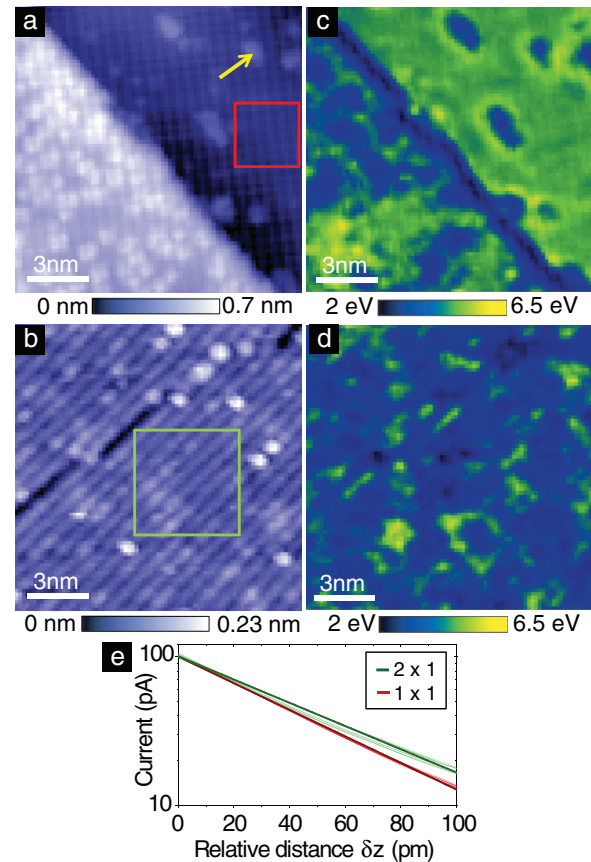 a
3nm
0 nm 0.7 nm
c
2 eV 6.5 eV
b
3nm
0 nm 0.23 nm
d
3nm
2 eV 6.5 eV
e
100
10
Current (pA)
2 x 1
1 x 1
0 20 40 60 80 100
Relative distance δz (pm)